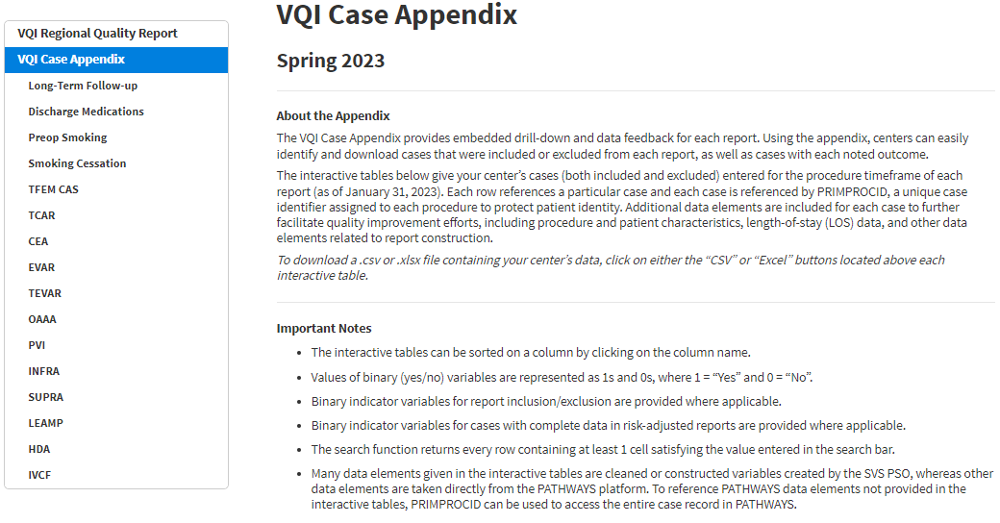 VQI Regional Quality Report
VQI Case Appendix
Long-Term Follow-up
Discharge Medications
Preop Smoking
Smoking Cessation
TFEM CAS
TCAR
CEA
EVAR
TEVAR
OAAA
PVI
INFRA
SUPRA
LEAMP
HDA
IVCF
VQI Case Appendix
Spring 2023
About the Appendix
The VQI Case Appendix provides embedded drill-down and data feedback for each report. Using the appendix, centers can easily
identify and download cases that were included or excluded from each report, as well as cases with each noted outcome.
The interactive tables below give your center’s cases (both included and excluded) entered for the procedure timeframe of each
report (as of January 31, 2023). Each row references a particular case and each case is referenced by PRIMPROCID, a unique case
identifier assigned to each procedure to protect patient identity. Additional data elements are included for each case to further
facilitate quality improvement efforts, including procedure and patient characteristics, length-of-stay (LOS) data, and other data
elements related to report construction.
To download a .csv or .xlsx file containing your center’s data, click on either the “CSV” or “Excel” buttons located above each
interactive table.
Important Notes
• The interactive tables can be sorted on a column by clicking on the column name.
• Values of binary (yes/no) variables are represented as 1s and 0s, where 1 = “Yes” and 0 = “No”.
• Binary indicator variables for report inclusion/exclusion are provided where applicable.
• Binary indicator variables for cases with complete data in risk-adjusted reports are provided where applicable.
• The search function returns every row containing at least 1 cell satisfying the value entered in the search bar.
• Many data elements given in the interactive tables are cleaned or constructed variables created by the SVS PSO, whereas other
data elements are taken directly from the PATHWAYS platform. To reference PATHWAYS data elements not provided in the
interactive tables, PRIMPROCID can be used to access the entire case record in PATHWAYS.